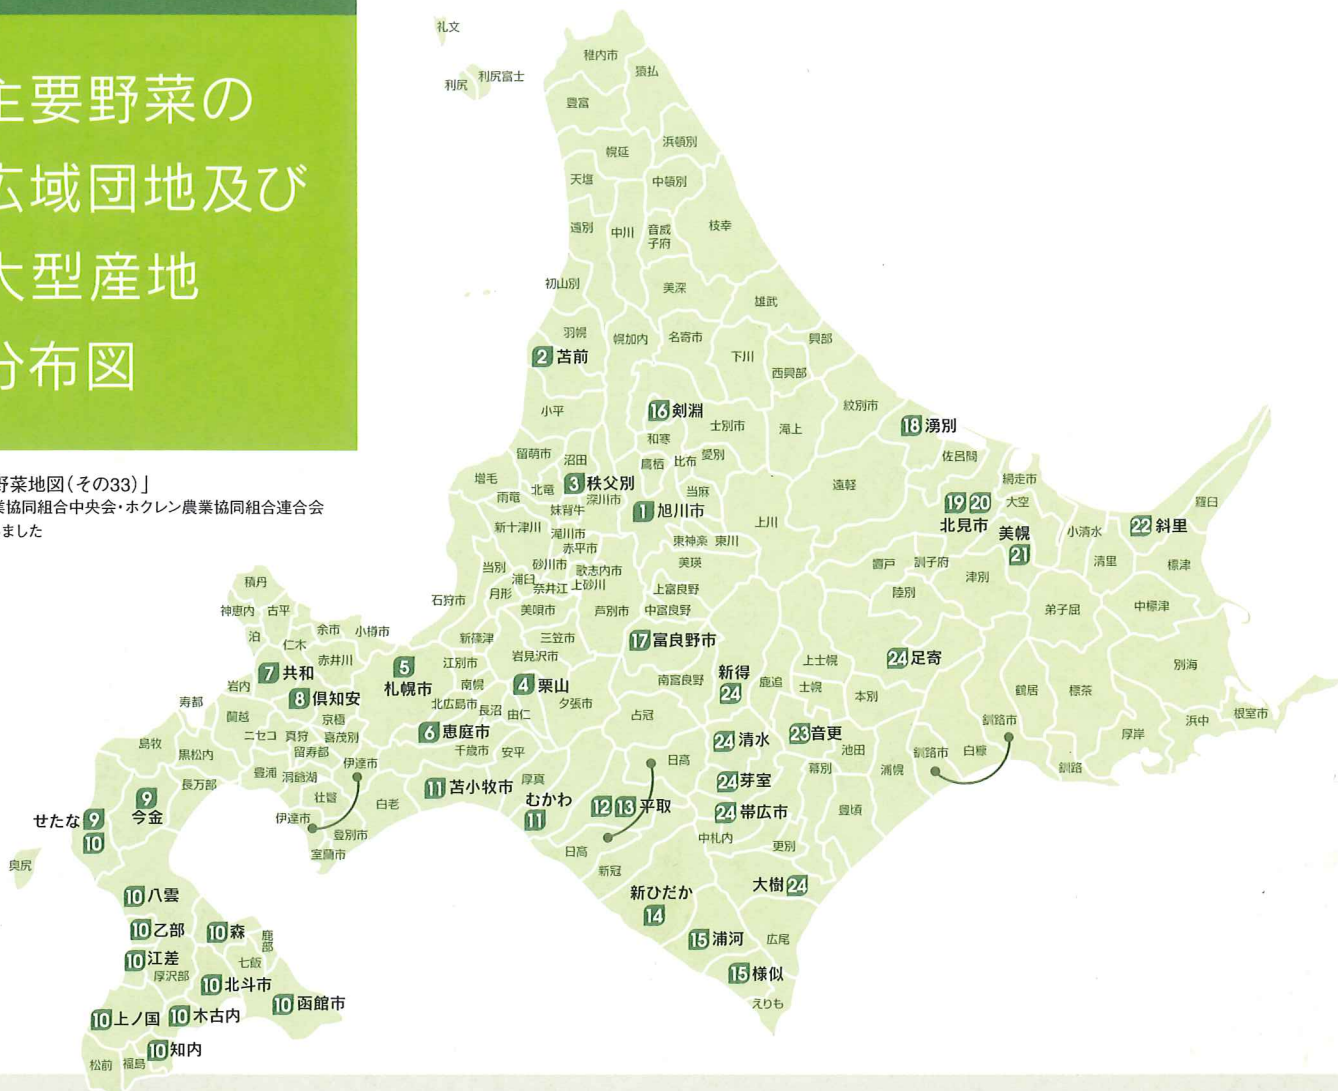 主要野菜の
広域団地及び
大型産地
分布図
野菜地図(その33)」
業協同組合中央会・ホクレン農業協同組合連合会
ました
礼文
利尻
利尻富士
稚内市
猿払
豊富
浜頓別
幌延
天塩
中頓別
遠別
中川
音威
子府
枝幸
初山別
美深
雄武
羽幌
幌加内
名寄市
興部
2 苫前
下川
西興部
小平
16 剣淵
士別市
滝上
紋別市
18 湧別
和寒
留萌市
沼田
鷹栖
比布
愛別
佐呂間
増毛
北竜
3 秩父別
当麻
遠軽
網走市
雨竜
妹背牛
深川市
1 旭川市
19 20
北見市
大空
羅臼
新十津川
滝川市
上川
美幌
21
小清水
22 斜里
赤平市
東神楽
東川
当別
砂川市
歌志内市
美瑛
置戸
訓子府
津別
清里
標津
浦臼
奈井江
上砂川
上富良野
陸別
積丹
石狩市
月形
美唄市
芦別市
中富良野
弟子屈
中標津
神恵内
古平
泊
仁木
余市
小樽市
新篠津
三笠市
17 富良野市
赤井川
江別市
岩見沢市
7 共和
5
札幌市
南幌
4 栗山
南富良野
新得
24
鹿追
上士幌
士幌
24 足寄
本別
別海
岩内
8 倶知安
北広島市
長沼
由仁
夕張市
占冠
鶴居
標茶
寿都
蘭越
京極
ニセコ
真狩
喜茂別
留寿都
6 恵庭市
千歳市
安平
24 清水
23 音更
池田
釧路市
釧路市
白糠
厚岸
浜中
根室市
島牧
黒松内
豊浦
洞爺湖
伊達市
日高
幕別
浦幌
釧路
長万部
壮瞥
白老
11 苫小牧市
厚真
むかわ
11
24 芽室
9
今金
伊達市
12 13 平取
24 帯広市
豊頃
せたな 9
10
登別市
室蘭市
日高
中札内
更別
奥尻
新冠
新ひだか
14
大樹 24
10 八雲
10 乙部
10 森
鹿
部
15 浦河
広尾
10 江差
厚沢部
七飯
15 様似
10 北斗市
10 函館市
えりも
10 上ノ国
10 木古内
10 知内
松前
福島